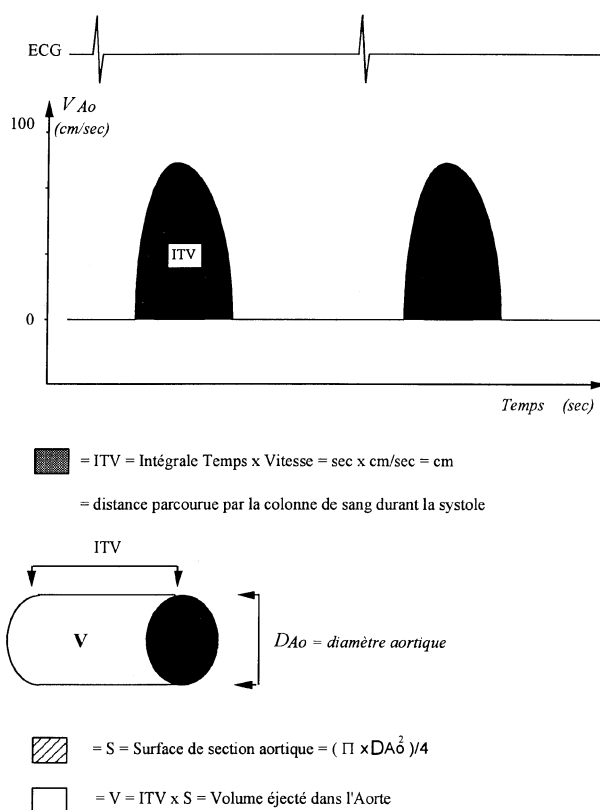 ECG
V Ao
100
(cm/sec)
ITV
0
Temps (sec)
= ITV = Intégrale Temps x Vitesse = sec x cm/sec = cm
= distance parcourue par la colonne de sang durant la systole
ITV
V
DAo = diamètre aortique
= S = Surface de section aortique = ( Π x DAo² )/4
= V = ITV x S = Volume éjecté dans l'Aorte